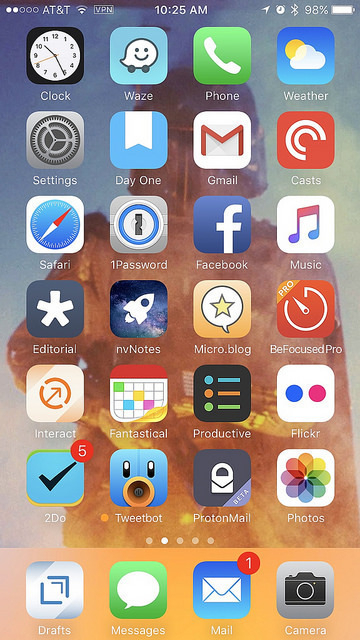 AT&T VPN 10:25 AM 98%
Clock Waze Phone Weather
Settings Day One Gmail Casts
Safari 1Password Facebook Music
PRO
Editorial nvNotes Micro.blog BeFocusedPro
Interact Fantastical Productive Flickr
5
BETA
2Do Tweetbot ProtonMail Photos
1
Drafts Messages Mail Camera